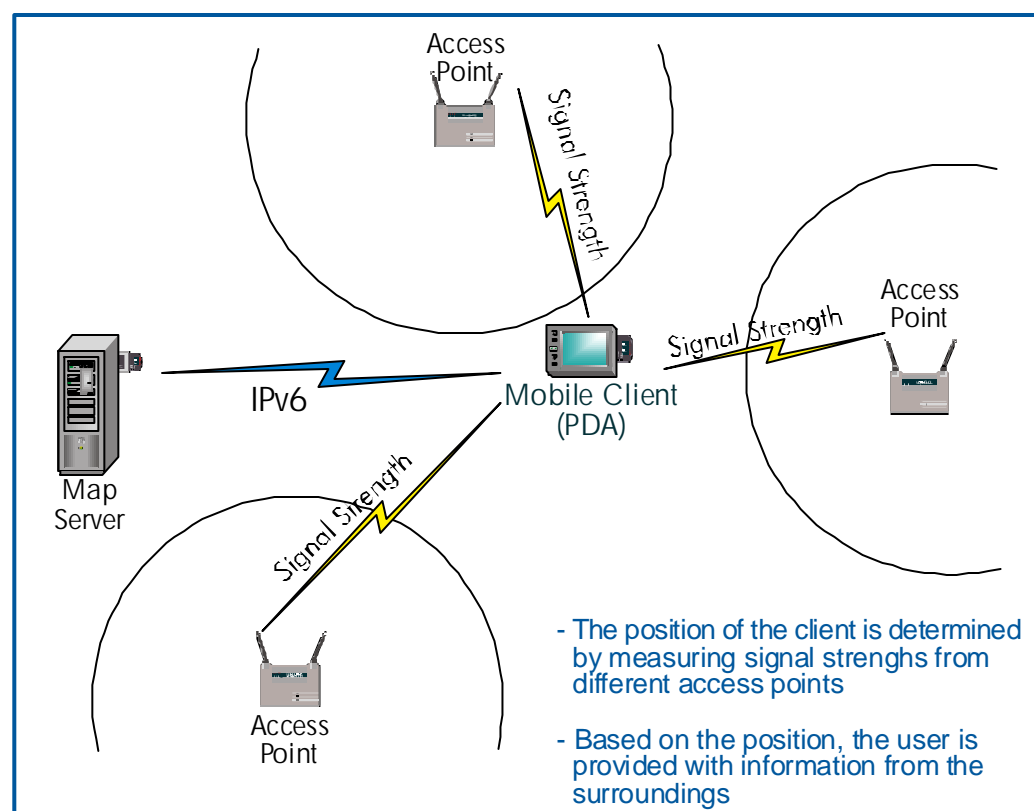 Access
Point
Signal Strength
Access
Point
Signal Strength
IPv6
Mobile Client
(PDA)
Map
Server
Signal Strength
Access
Point
- The position of the client is determined
by measuring signal strenghs from
different access points
- Based on the position, the user is
provided with information from the
surroundings